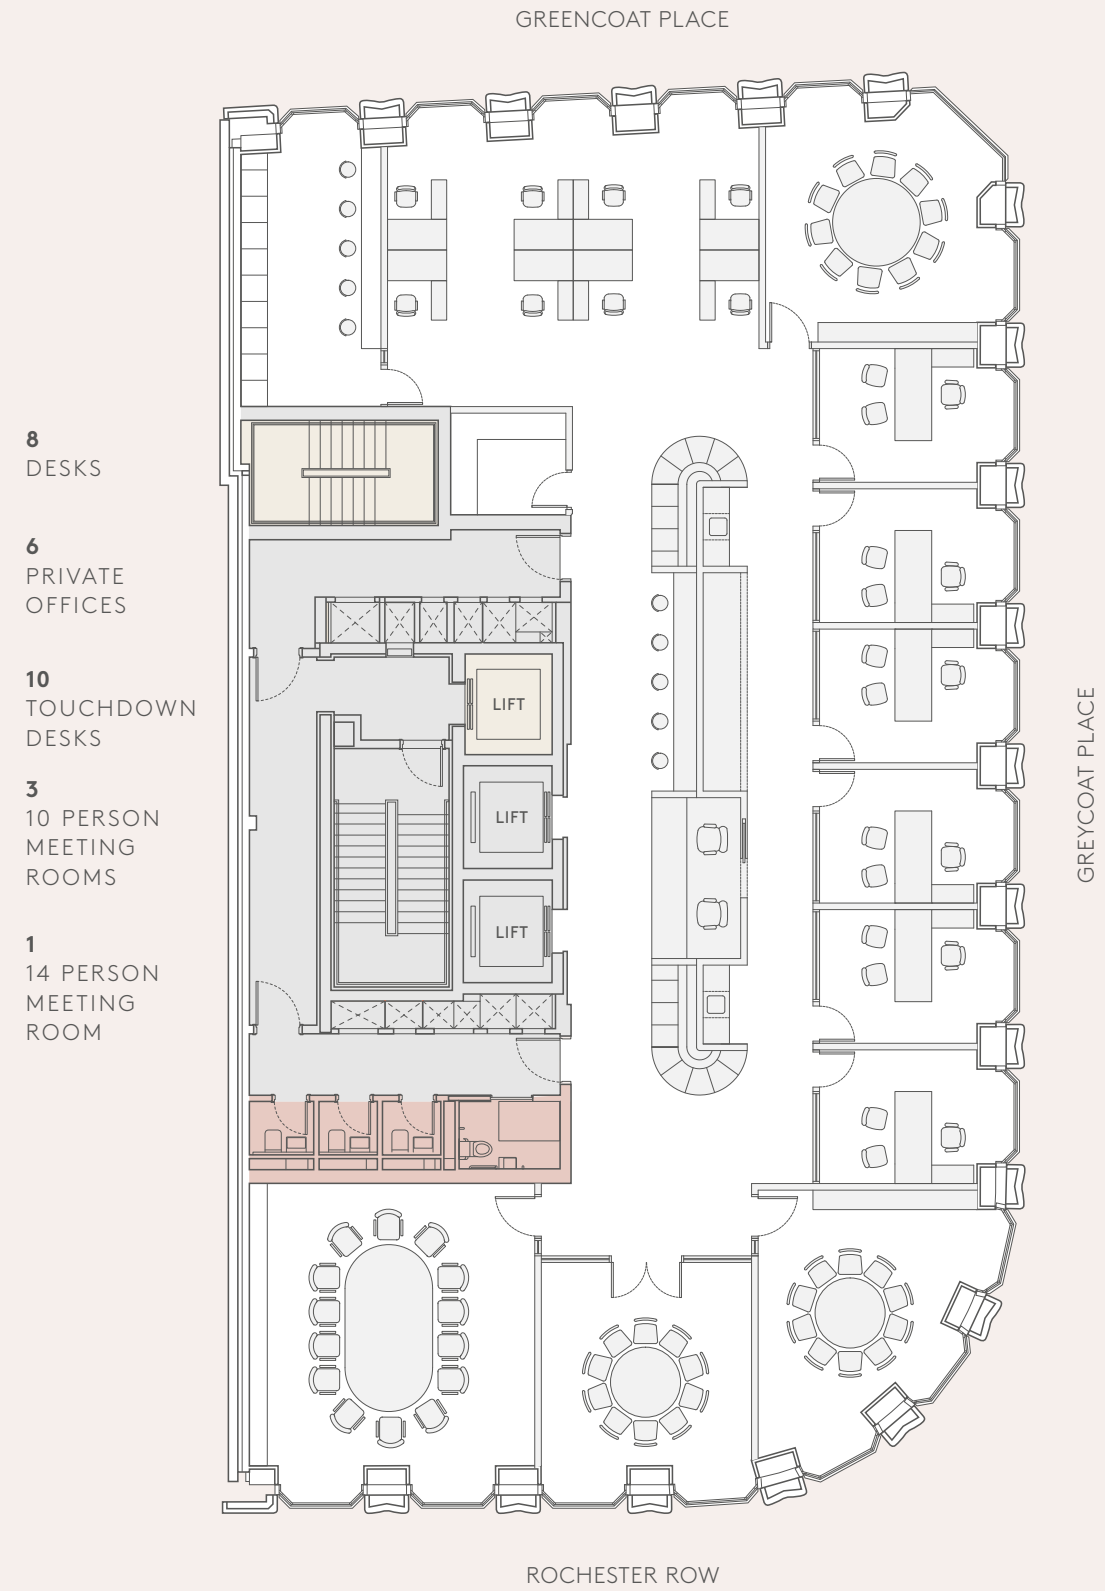 GREENCOAT PLACE
8
DESKS
6
PRIVATE
OFFICES
10
TOUCHDOWN
DESKS
3
10 PERSON
MEETING
ROOMS
1
14 PERSON
MEETING
ROOM
LIFT
LIFT
LIFT
GREYCOAT PLACE
ROCHESTER ROW